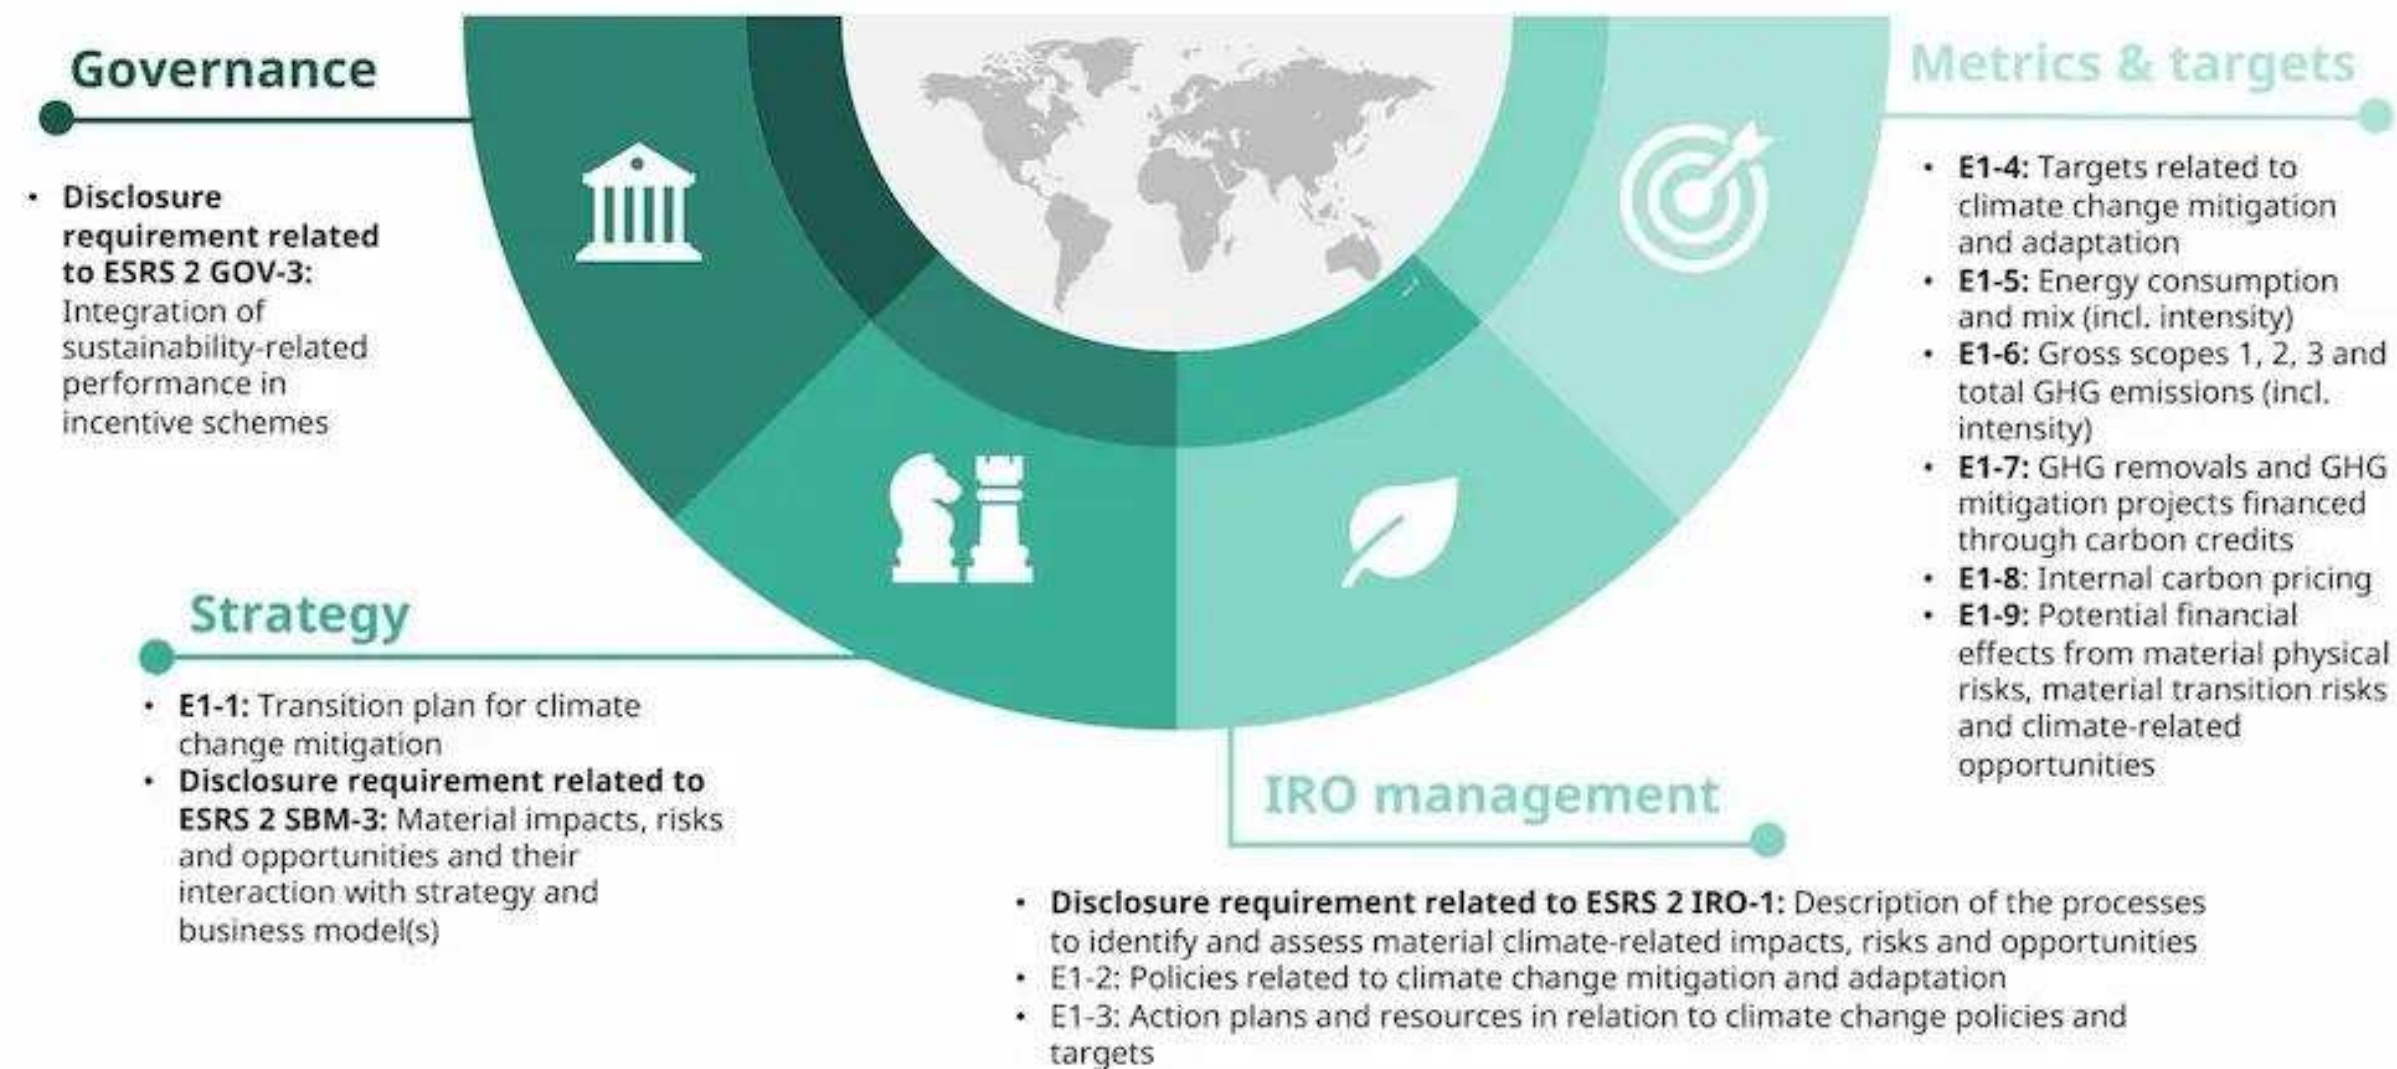 Governance
• Disclosure
requirement related
to ESRS 2 GOV-3:
Integration of
sustainability-related
performance in
incentive schemes
Strategy
• E1-1: Transition plan for climate
change mitigation
• Disclosure requirement related to
ESRS 2 SBM-3: Material impacts, risks
and opportunities and their
interaction with strategy and
business model(s)
IRO management
• Disclosure requirement related to ESRS 2 IRO-1: Description of the processes
to identify and assess material climate-related impacts, risks and opportunities
• E1-2: Policies related to climate change mitigation and adaptation
• E1-3: Action plans and resources in relation to climate change policies and
targets
Metrics & targets
• E1-4: Targets related to
climate change mitigation
and adaptation
• E1-5: Energy consumption
and mix (incl. intensity)
• E1-6: Gross scopes 1, 2, 3 and
total GHG emissions (incl.
intensity)
• E1-7: GHG removals and GHG
mitigation projects financed
through carbon credits
• E1-8: Internal carbon pricing
• E1-9: Potential financial
effects from material physical
risks, material transition risks
and climate-related
opportunities